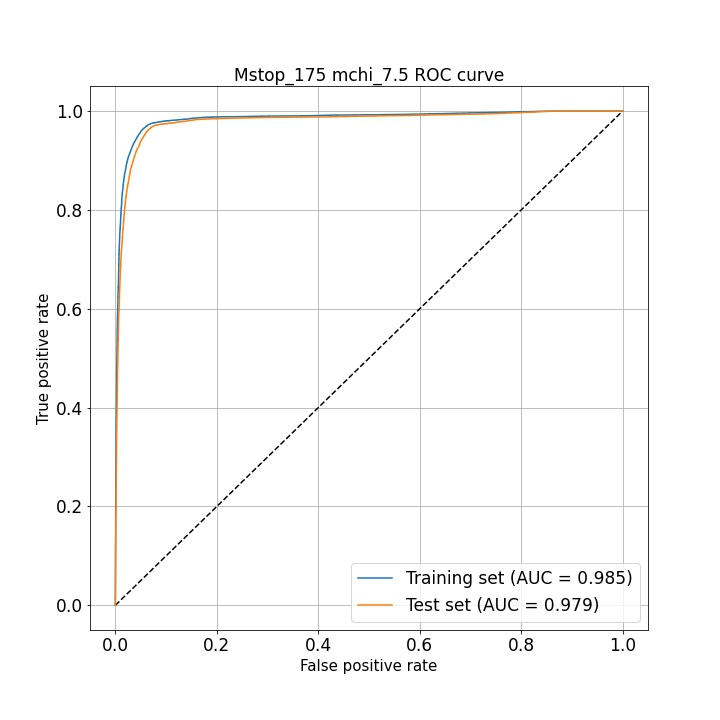 Mstop_175 mchi_7.5 ROC curve
1.0
0.8
0.6
0.4
0.2
0.0
True positive rate
Training set (AUC = 0.985)
Test set (AUC = 0.979)
0.0 0.2 0.4 0.6 0.8 1.0
False positive rate